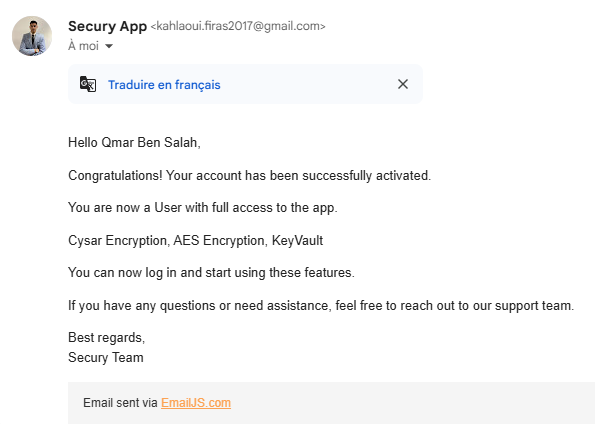 Secury App <kahlaoui.firas2017@gmail.com>
À moi
Traduire en français
Hello Qmar Ben Salah,
Congratulations! Your account has been successfully activated.
You are now a User with full access to the app.
Cysar Encryption, AES Encryption, KeyVault
You can now log in and start using these features.
If you have any questions or need assistance, feel free to reach out to our support team.
Best regards,
Secury Team
Email sent via EmailJS.com